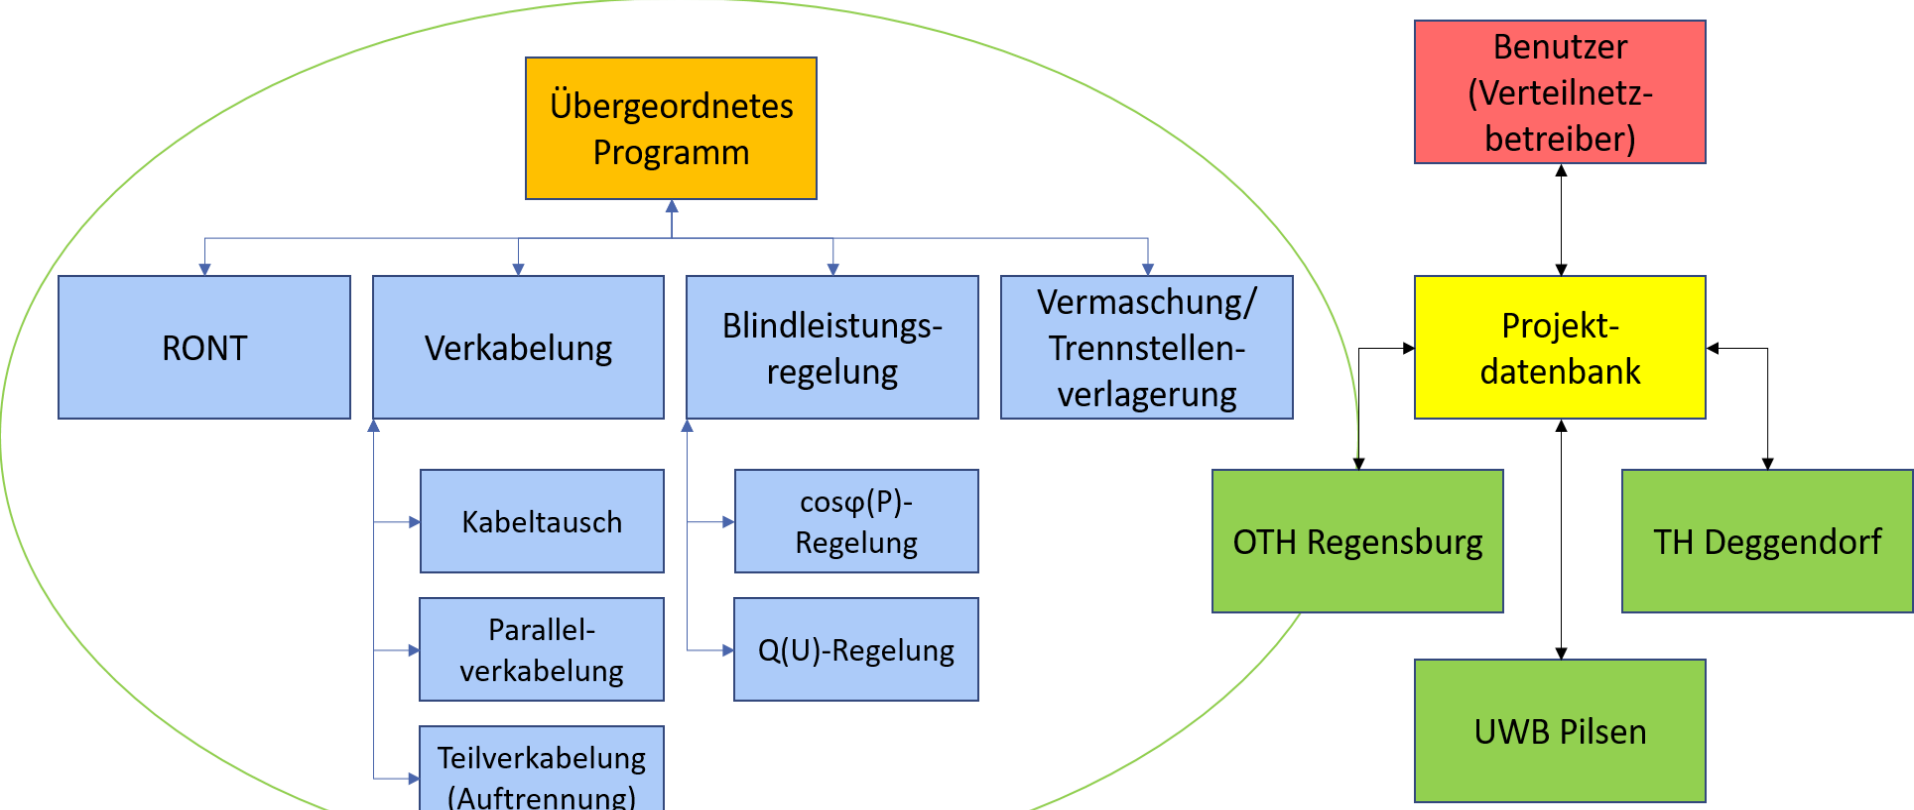 Übergeordnetes
Programm
RONT
Verkabelung
Blindleistungs-
regelung
Vermaschung/
Trennstellen-
verlagerung
Kabeltausch
Parallel-
verkabelung
Teilverkabelung
(Auftrennung)
cosφ(P)-
Regelung
Q(U)-Regelung
Benutzer
(Verteilnetz-
betreiber)
Projekt-
datenbank
OTH Regensburg
TH Deggendorf
UWB Pilsen